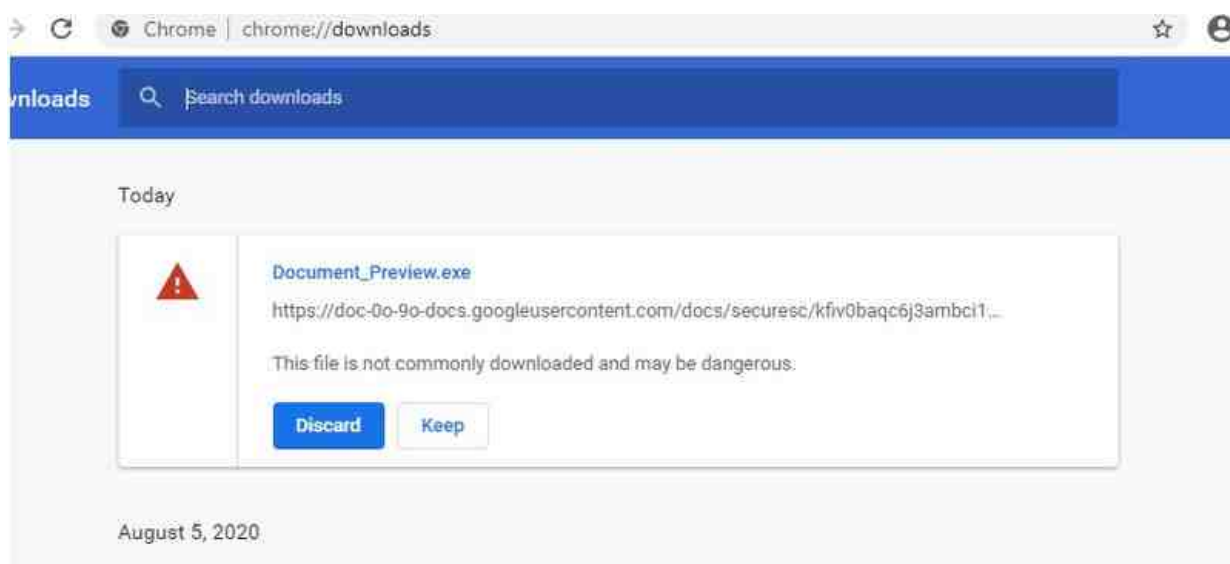 Chrome | chrome://downloads
wnloads
Search downloads
Today
Document_Preview.exe
https://doc-0o-9o-docs.googleusercontent.com/docs/securesc/kfiv0baqc6j3ambci1...
This file is not commonly downloaded and may be dangerous.
Discard
Keep
August 5, 2020